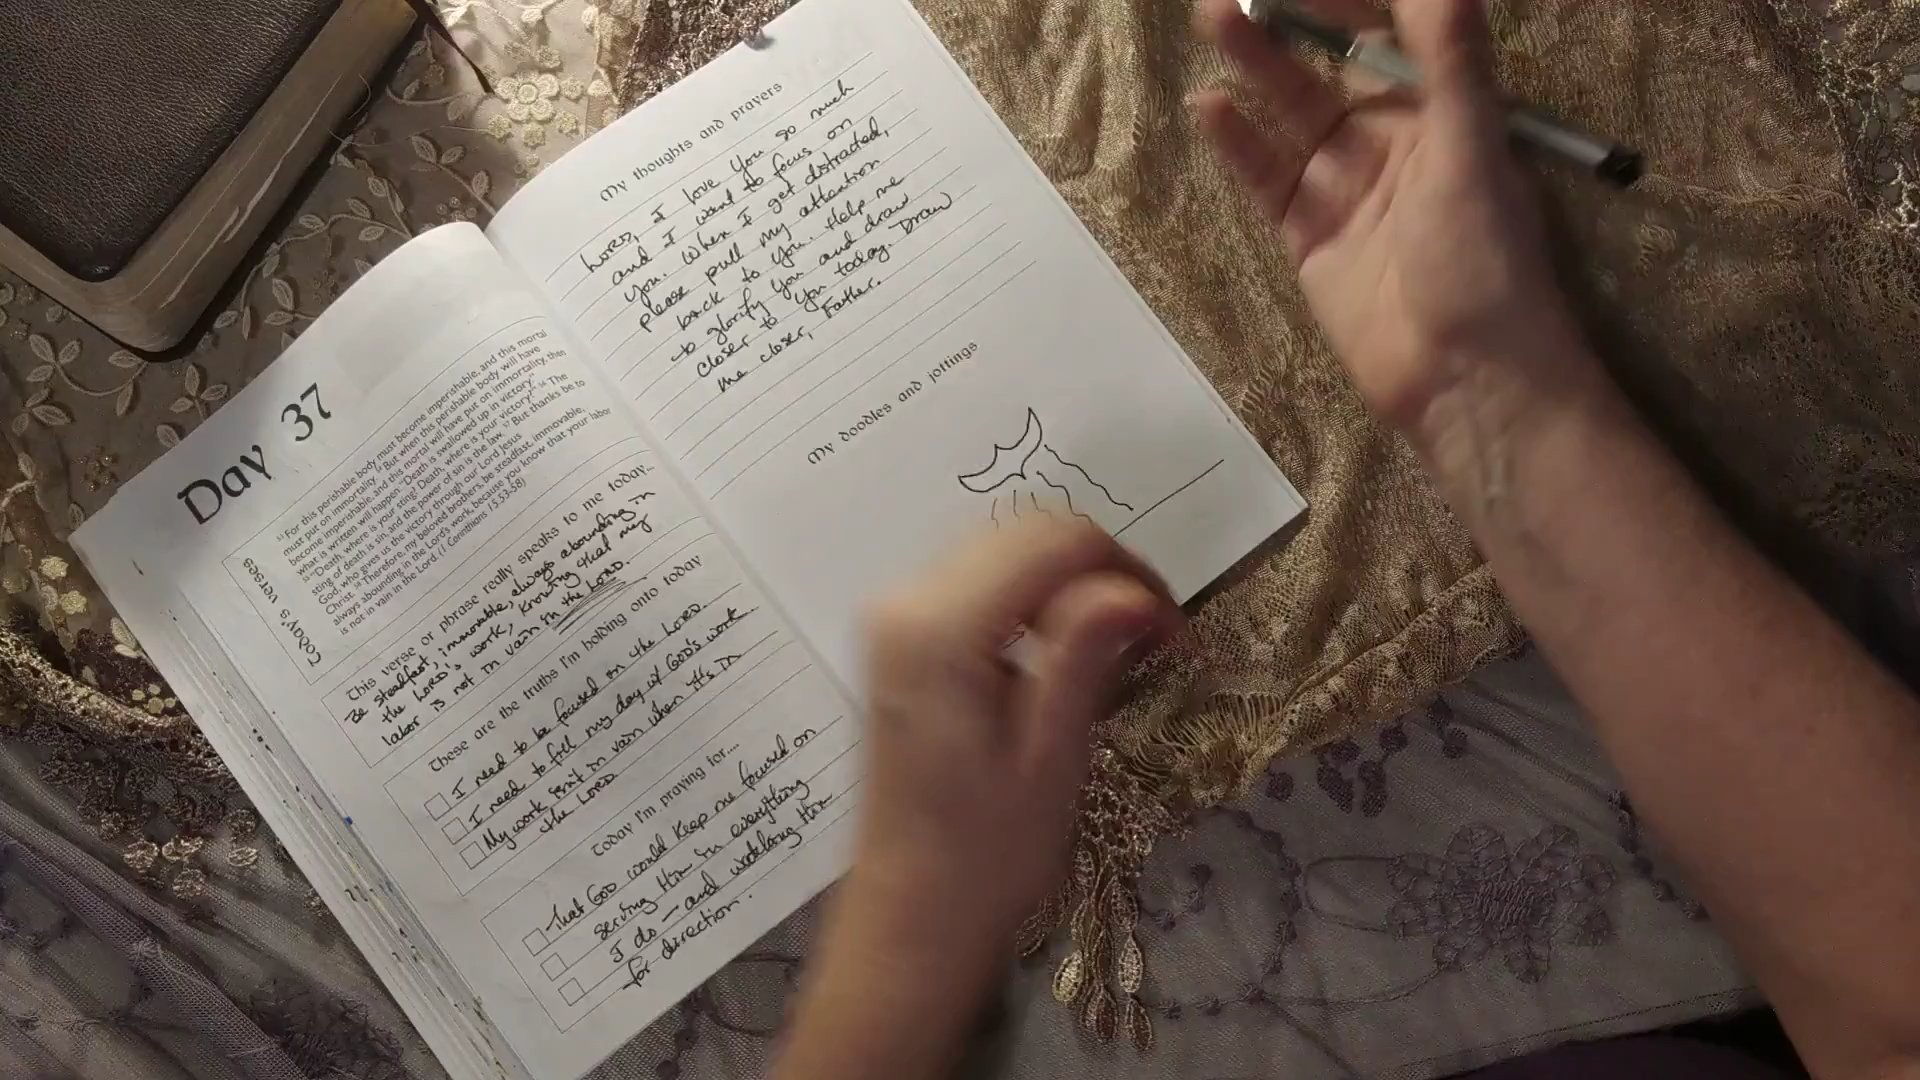 Day 37
Today's verses
53 For this perishable body must become imperishable, and this mortal
must put on immortality. 54 But when this perishable body will have
become imperishable, and this mortal will have put on immortality, then
what is written will happen: "Death is swallowed up in victory."
55 "Death, where is your sting? Death, where is your victory?" 56 The
sting of death is sin, and the power of sin is the law. 57 But thanks be to
God, who gives us the victory through our Lord Jesus
Christ. 58 Therefore, my beloved brothers, be steadfast, immovable,
always abounding in the Lord's work, because you know that your labor
is not in vain in the Lord. (1 Corinthians 15:53-58)
This verse or phrase really speaks to me today...
Be steadfast, immovable, always abounding in
the LORD's work, knowing that my
labor is not in vain in the LORD.
These are the truths I'm holding onto today
I need to be focused on the LORD.
I need to fill my day w/ GOD's work
My work isn't in vain when it's in
the LORD
Today I'm praying for....
That GOD would keep me focused on
serving Him in everything
I do - and
for direction.
My thoughts and prayers
LORD, I love You so much
and I want to focus on
You. When I get distracted,
please pull my attention
back to You. Help me
to glorify You and draw
closer to You today. Draw
me closer, Father.
My doodles and jottings